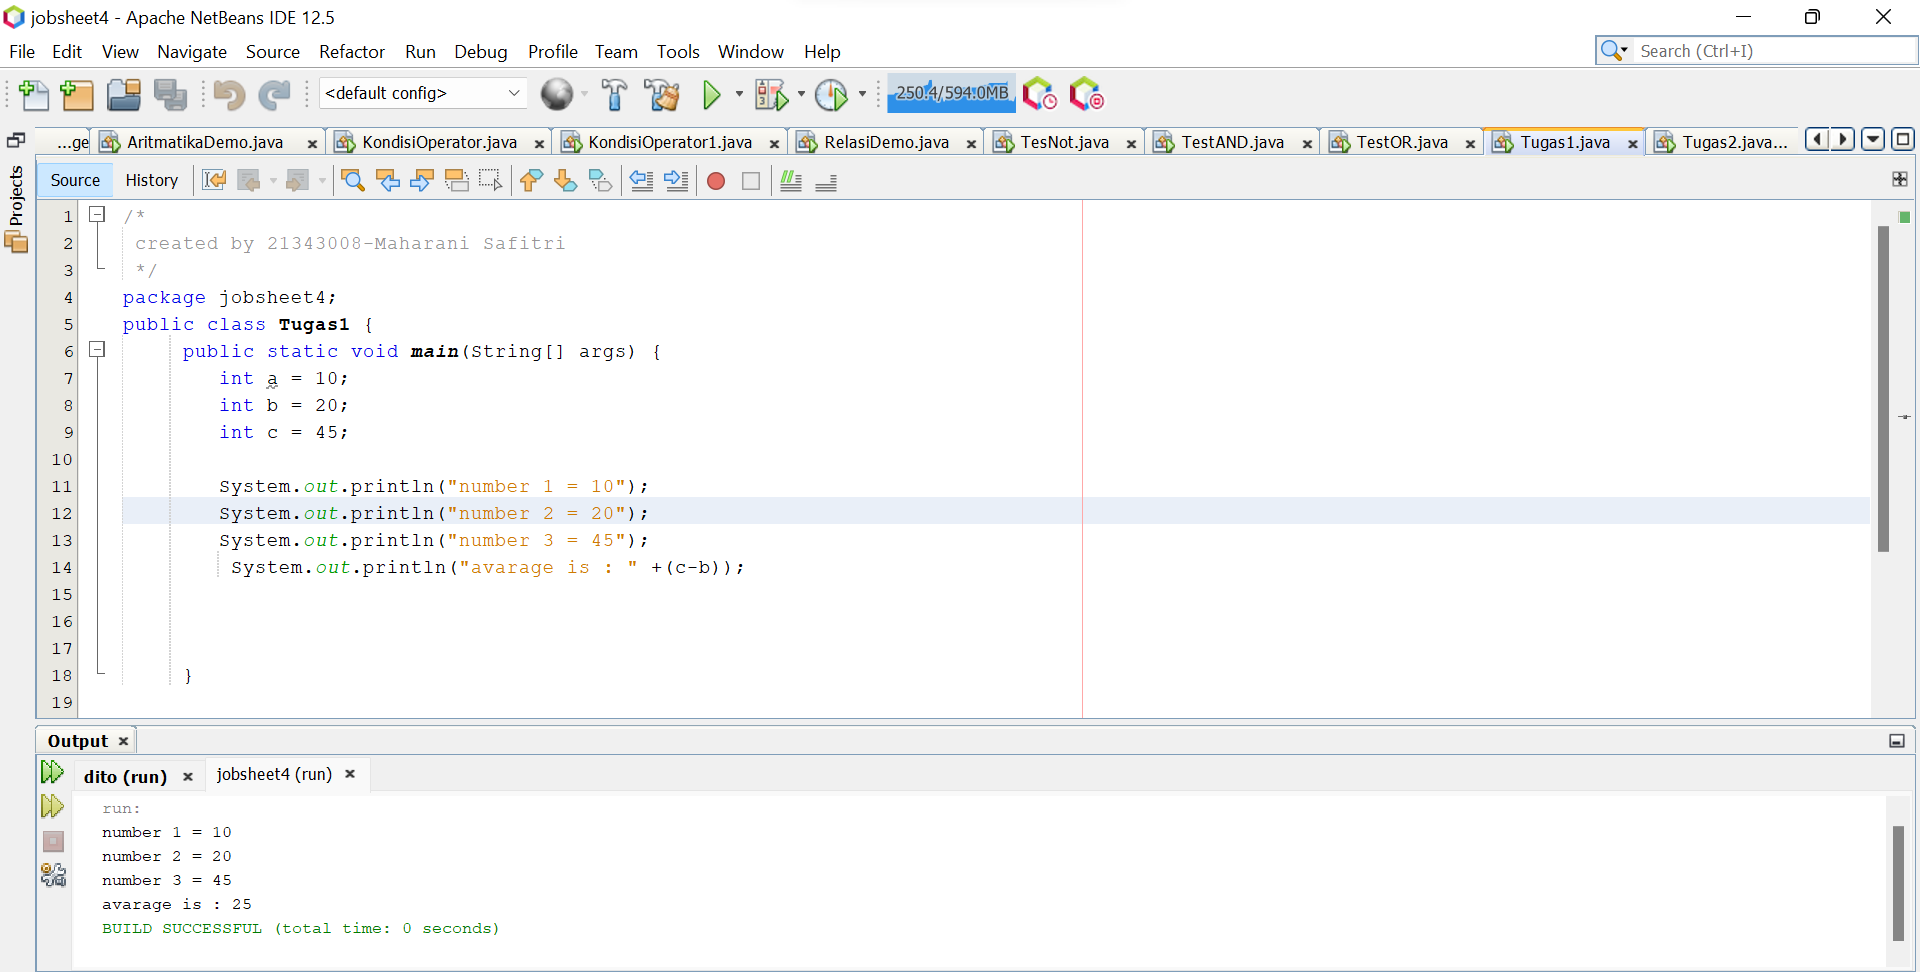 jobsheet4 - Apache NetBeans IDE 12.5
File Edit View Navigate Source Refactor Run Debug Profile Team Tools Window Help
Search (Ctrl+I)
<default config>
250.4/594.0MB
...ge AritmatikaDemo.java KondisiOperator.java KondisiOperator1.java RelasiDemo.java TesNot.java TestAND.java TestOR.java Tugas1.java Tugas2.java...
Projects
Source History
1 /*
2 created by 21343008-Maharani Safitri
3 */
4 package jobsheet4;
5 public class Tugas1 {
6 public static void main(String[] args) {
7 int a = 10;
8 int b = 20;
9 int c = 45;
10
11 System.out.println("number 1 = 10");
12 System.out.println("number 2 = 20");
13 System.out.println("number 3 = 45");
14 System.out.println("avarage is : " +(c-b));
15
16
17
18 }
19
Output
dito (run) jobsheet4 (run)
run:
number 1 = 10
number 2 = 20
number 3 = 45
avarage is : 25
BUILD SUCCESSFUL (total time: 0 seconds)